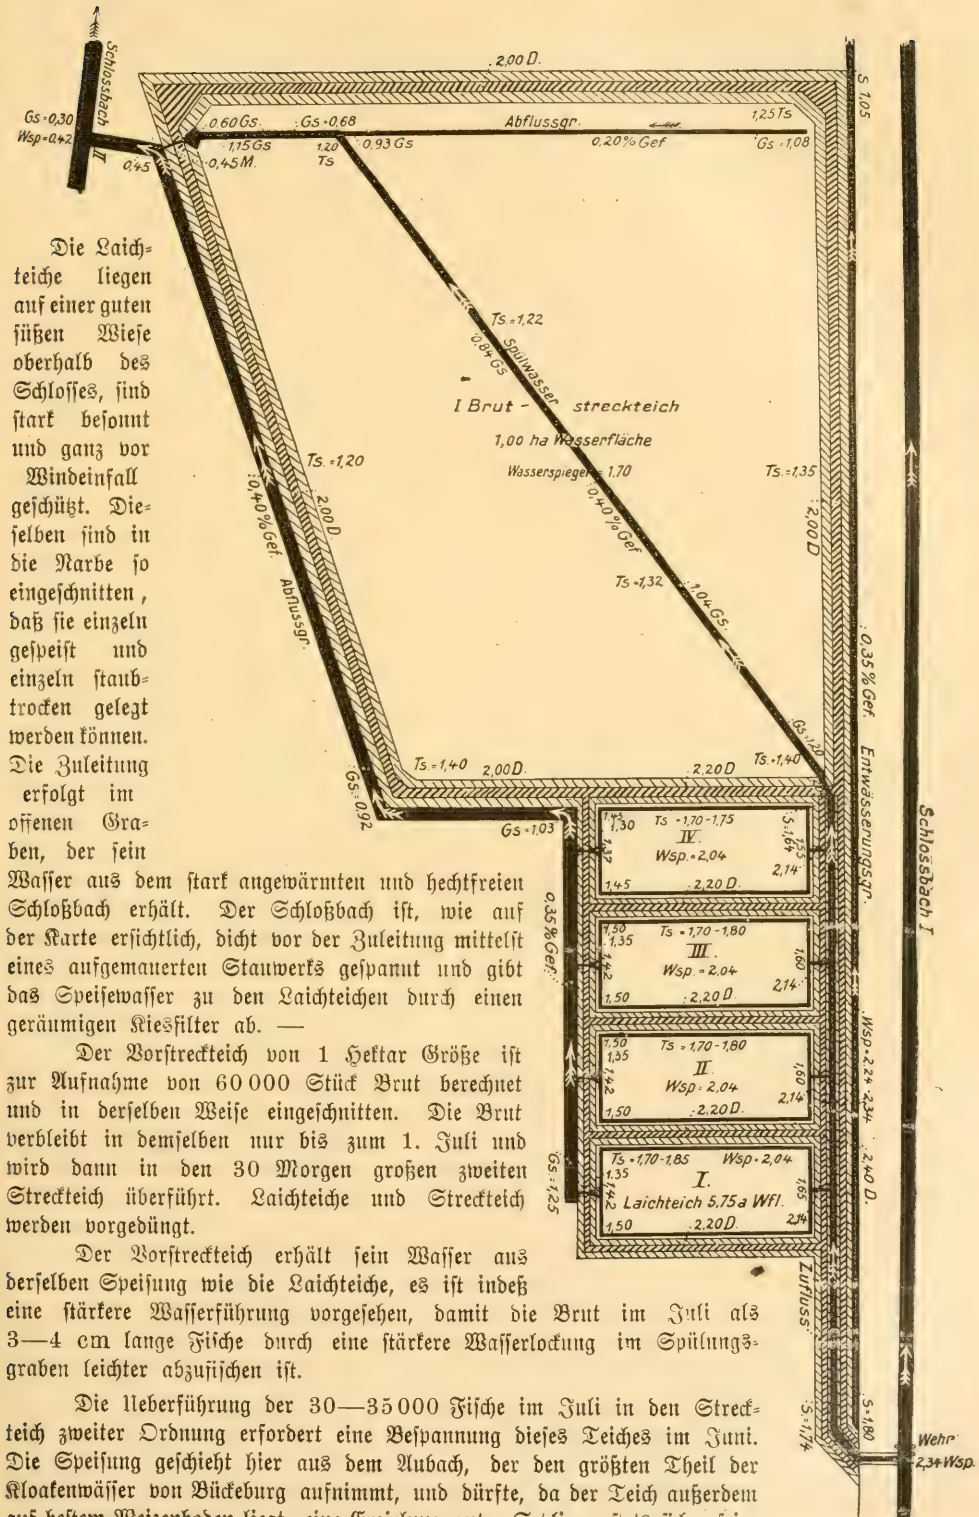 2,00 D.
Schlossbach II
Gs=0,30
Wsp=0,42
0,45
0,60 Gs.
Gs=0,68
Abflussgr.
1,25 Ts
S 1,05
1,15 Gs
1,20 Ts
0,93 Gs
0,20% Gef
Gs=1,08
0,45 M.
Ts.=1,22
0,84 Gs
Spülwasser
I Brut- streckteich
1,00 ha Wasserfläche
Wasserspiegel=1,70
Ts.=1,20
2,00 D
Ts.=1,35
2,00 D
0,40% Gef.
0,40% Gef. Abflussgr.
Ts=1,32
1,04 Gs.
0,35% Gef. Entwässerungsgr.
Gs=1,20
Ts.=1,40
2,00 D.
2,20 D
Ts.=1,40
Gs.=0,92
Gs=1,03
Schlossbach I
Die Laich=
teiche liegen
auf einer guten
süßen Wiese
oberhalb des
Schlosses, sind
stark besonnt
und ganz vor
Windeinfall
geschützt. Die=
selben sind in
die Narbe so
eingeschnitten,
daß sie einzeln
gespeist und
einzeln staub=
trocken gelegt
werden können.
Die Zuleitung
erfolgt im
offenen Gra=
ben, der sein
Wasser aus dem stark angewärmten und hechtfreien
Schloßbach erhält. Der Schloßbach ist, wie auf
der Karte ersichtlich, dicht vor der Zuleitung mittelst
eines aufgemauerten Stauwerks gespannt und gibt
das Speisewasser zu den Laichteichen durch einen
geräumigen Kiesfilter ab. —
Der Vorstreckteich von 1 Hektar Größe ist
zur Aufnahme von 60 000 Stück Brut berechnet
und in derselben Weise eingeschnitten. Die Brut
verbleibt in demselben nur bis zum 1. Juli und
wird dann in den 30 Morgen großen zweiten
Streckteich überführt. Laichteiche und Streckteich
werden vorgedüngt.
Der Vorstreckteich erhält sein Wasser aus
derselben Speisung wie die Laichteiche, es ist indeß
eine stärkere Wasserführung vorgesehen, damit die Brut im Juli als
3—4 cm lange Fische durch eine stärkere Wasserlockung im Spülungs=
graben leichter abzufischen ist.
Die Ueberführung der 30—35000 Fische im Juli in den Streck=
teich zweiter Ordnung erfordert eine Bespannung dieses Teiches im Juni.
Die Speisung geschieht hier aus dem Aubach, der den größten Theil der
Kloakenwässer von Bückeburg aufnimmt, und dürfte, da der Teich außerdem
1,45
1,30
Ts=1,70-1,75
IV.
Wsp.=2,04
1,37
S=1,64
1,55
2,14
1,45
2,20 D.
1,50
1,35
Ts=1,70-1,80
III.
Wsp.=2,04
1,42
1,60
2,14
1,50
2,20 D.
0,35% Gef.
1,50
1,35
Ts=1,70-1,80
II.
Wsp=2,04
1,42
1,60
2,14
1,50
2,20 D.
Wsp=2,24-2,34
2,40 D.
Gs=1,25
Ts=1,70-1,85 Wsp=2,04
1,35
I.
1,42
1,65
Laichteich 5,75a Wfl.
1,50
2,20 D.
2,14
Zufluss
S=1,74
S=1,80
Wehr
2,34 Wsp.